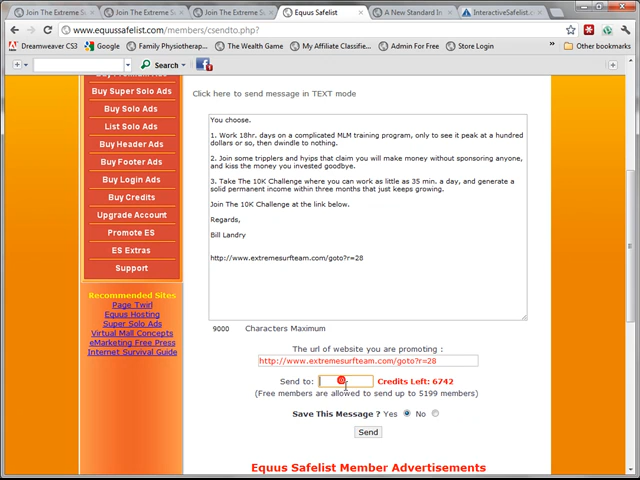 Join The Extreme S
Join The Extreme S
Join The Extreme S
Equus Safelist
A New Standard In
InteractiveSafelist.c
www.equussafelist.com/members/csendto.php?
Dreamweaver CS3
Google
Family Physiotherap
The Wealth Game
My Affiliate Classifie
Admin For Free
Store Login
Other bookmarks
Search
Buy Super Solo Ads
Buy Solo Ads
List Solo Ads
Buy Header Ads
Buy Footer Ads
Buy Login Ads
Buy Credits
Upgrade Account
Promote ES
ES Extras
Support
Recommended Sites
Page Twirl
Equus Hosting
Super Solo Ads
Virtual Mall Concepts
eMarketing Free Press
Internet Survival Guide
Click here to send message in TEXT mode
You choose.
1. Work 18hr. days on a complicated MLM training program, only to see it peak at a hundred
dollars or so, then dwindle to nothing.
2. Join some tripplers and hyips that claim you will make money without sponsoring anyone,
and kiss the money you invested goodbye.
3. Take The 10K Challenge where you can work as little as 35 min. a day, and generate a
solid permanent income within three months that just keeps growing.
Join The 10K Challenge at the link below.
Regards,
Bill Landry
http://www.extremesurfteam.com/goto?r=28
9000 Characters Maximum
The url of website you are promoting :
http://www.extremesurfteam.com/goto?r=28
Send to: Credits Left: 6742
(Free members are allowed to send up to 5199 members)
Save This Message ? Yes No
Send
Equus Safelist Member Advertisements